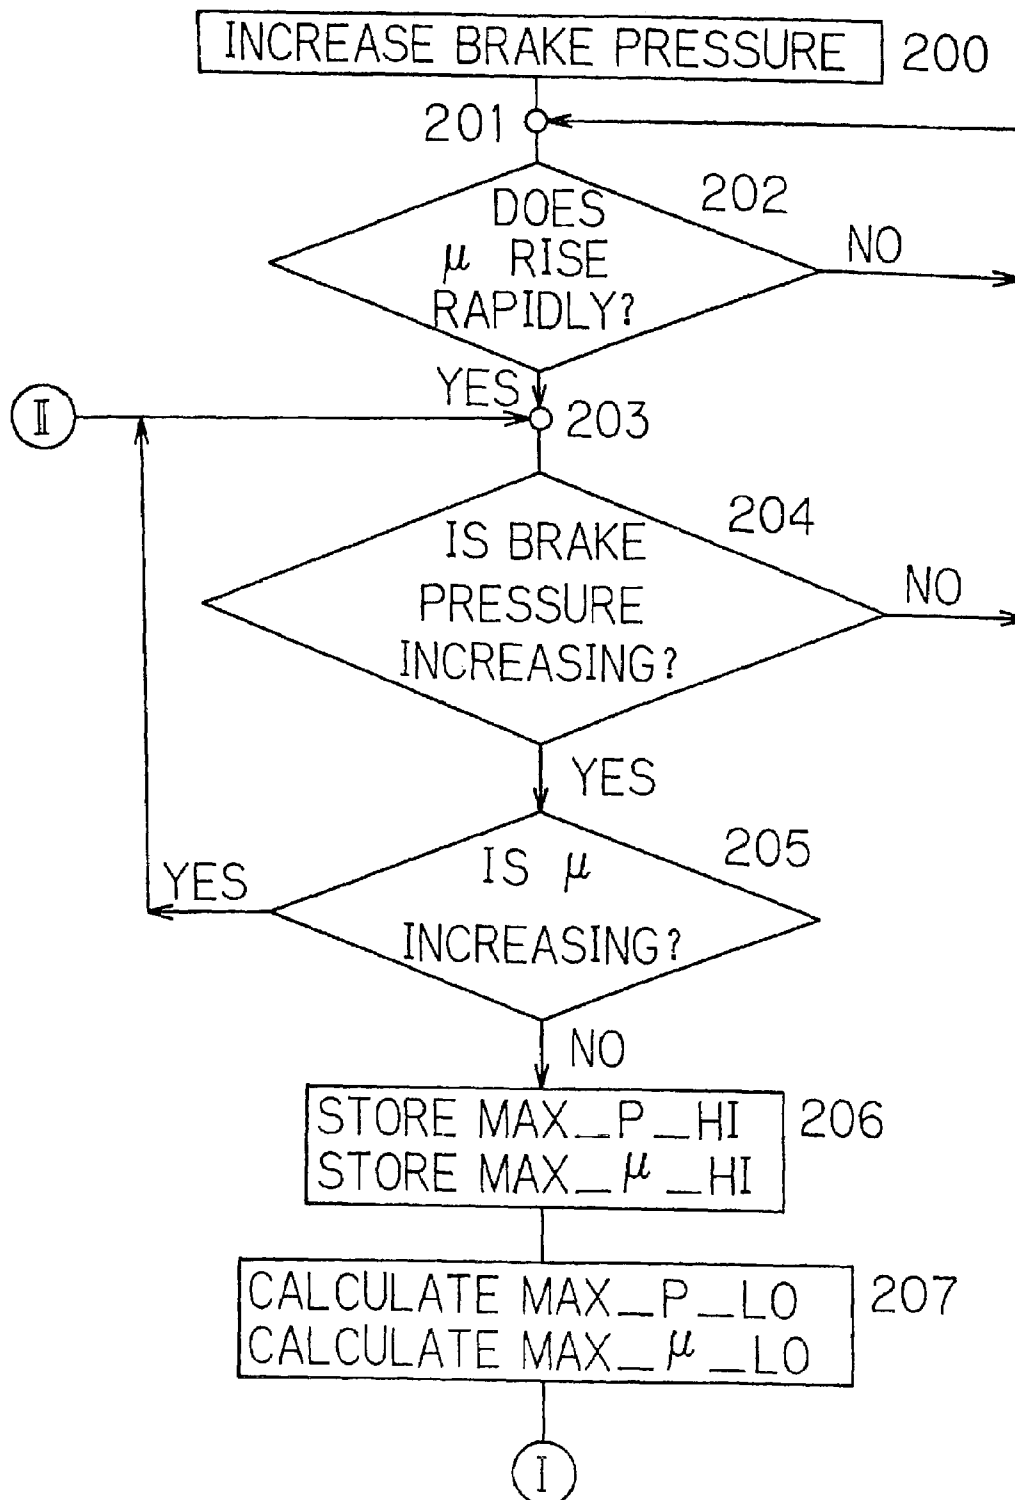 INCREASE BRAKE PRESSURE 200
201
202
DOES
μ RISE
RAPIDLY?
NO
YES
II
203
204
IS BRAKE
PRESSURE
INCREASING?
NO
YES
205
IS μ
INCREASING?
YES
NO
STORE MAX_P_HI
STORE MAX_μ_HI
206
CALCULATE MAX_P_LO
CALCULATE MAX_μ_LO
207
I